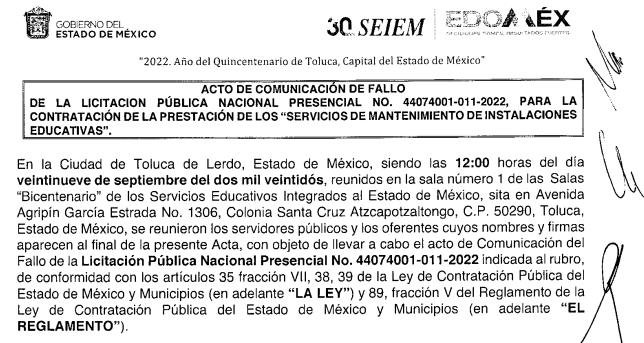 GOBIERNO DEL
ESTADO DE MÉXICO
30 SEIEM
EDOMÉX
DECISIONES FIRMES, RESULTADOS FUERTES.
"2022. Año del Quincentenario de Toluca, Capital del Estado de México"
ACTO DE COMUNICACIÓN DE FALLO
DE LA LICITACION PÚBLICA NACIONAL PRESENCIAL NO. 44074001-011-2022, PARA LA
CONTRATACIÓN DE LA PRESTACIÓN DE LOS "SERVICIOS DE MANTENIMIENTO DE INSTALACIONES
EDUCATIVAS".
En la Ciudad de Toluca de Lerdo, Estado de México, siendo las 12:00 horas del día
veintinueve de septiembre del dos mil veintidós, reunidos en la sala número 1 de las Salas
"Bicentenario" de los Servicios Educativos Integrados al Estado de México, sita en Avenida
Agripín García Estrada No. 1306, Colonia Santa Cruz Atzcapotzaltongo, C.P. 50290, Toluca,
Estado de México, se reunieron los servidores públicos y los oferentes cuyos nombres y firmas
aparecen al final de la presente Acta, con objeto de llevar a cabo el acto de Comunicación del
Fallo de la Licitación Pública Nacional Presencial No. 44074001-011-2022 indicada al rubro,
de conformidad con los artículos 35 fracción VII, 38, 39 de la Ley de Contratación Pública del
Estado de México y Municipios (en adelante "LA LEY") y 89, fracción V del Reglamento de la
Ley de Contratación Pública del Estado de México y Municipios (en adelante "EL
REGLAMENTO").